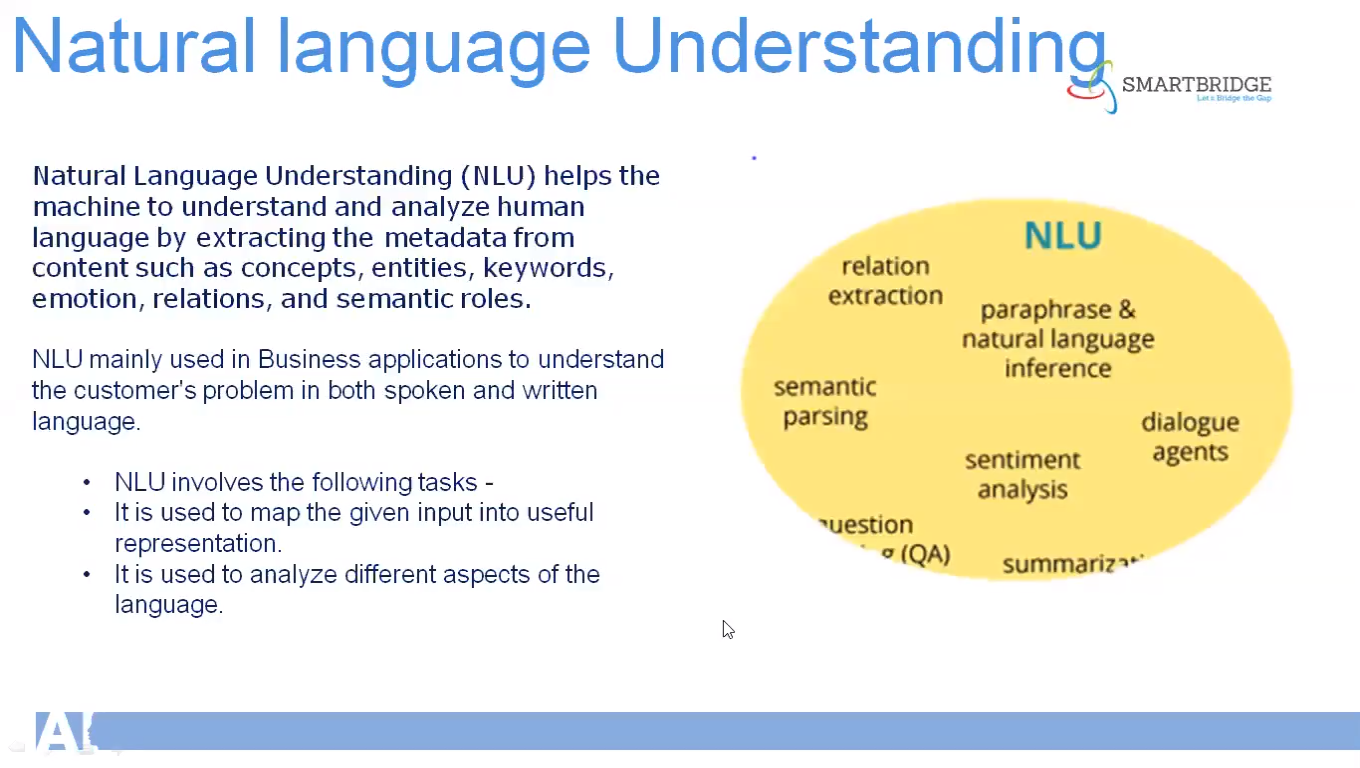 Natural language Understanding
SMARTBRIDGE
Let's Bridge the Gap
Natural Language Understanding (NLU) helps the
machine to understand and analyze human
language by extracting the metadata from
content such as concepts, entities, keywords,
emotion, relations, and semantic roles.
NLU mainly used in Business applications to understand
the customer's problem in both spoken and written
language.
• NLU involves the following tasks -
• It is used to map the given input into useful
representation.
• It is used to analyze different aspects of the
language.
NLU
relation
extraction
paraphrase &
natural language
inference
semantic
parsing
dialogue
agents
sentiment
analysis
uestion
g (QA)
summarizati
AI